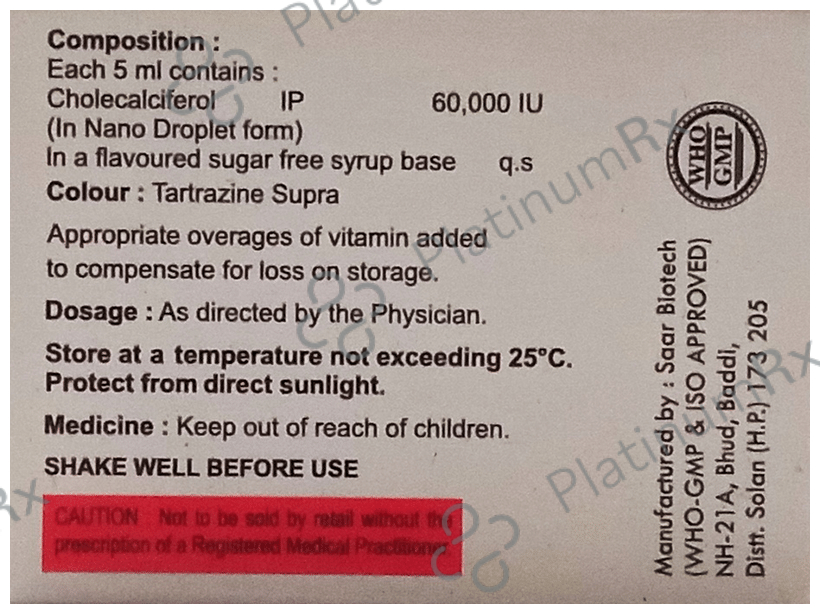 Composition :
Each 5 ml contains :
Cholecalciferol IP 60,000 IU
(In Nano Droplet form)
In a flavoured sugar free syrup base q.s
Colour : Tartrazine Supra
Appropriate overages of vitamin added
to compensate for loss on storage.
Dosage : As directed by the Physician.
Store at a temperature not exceeding 25°C.
Protect from direct sunlight.
Medicine : Keep out of reach of children.
SHAKE WELL BEFORE USE
CAUTION Not to be sold by retail without the
prescription of a Registered Medical Practitioner.
WHO
GMP
Manufactured by : Saar Biotech
(WHO-GMP & ISO APPROVED)
NH-21A, Bhud, Baddi,
Distt. Solan (H.P.) 173 205
PlatinumRx
PlatinumRx
Plat
Rx